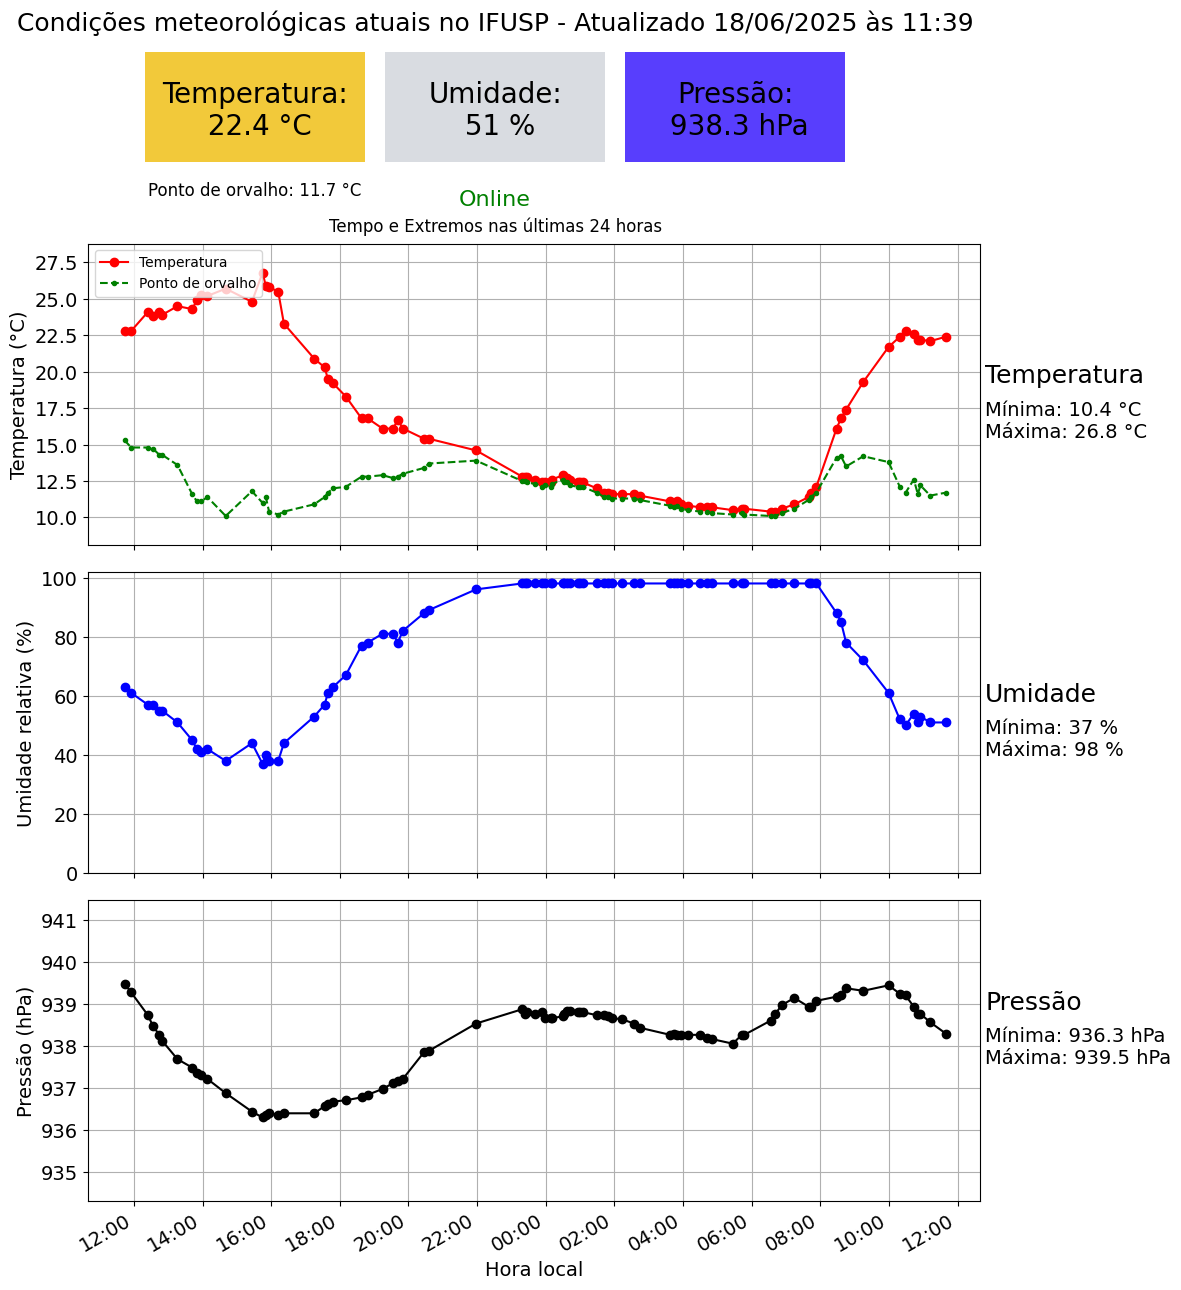 Condições meteorológicas atuais no IFUSP - Atualizado 18/06/2025 às 11:39
Temperatura:
22.4 °C
Umidade:
51 %
Pressão:
938.3 hPa
Ponto de orvalho: 11.7 °C
Online
Tempo e Extremos nas últimas 24 horas
Temperatura
Ponto de orvalho
Temperatura (°C)
27.5
25.0
22.5
20.0
17.5
15.0
12.5
10.0
Temperatura
Mínima: 10.4 °C
Máxima: 26.8 °C
Umidade relativa (%)
100
80
60
40
20
0
Umidade
Mínima: 37 %
Máxima: 98 %
Pressão (hPa)
941
940
939
938
937
936
935
Pressão
Mínima: 936.3 hPa
Máxima: 939.5 hPa
12:00 14:00 16:00 18:00 20:00 22:00 00:00 02:00 04:00 06:00 08:00 10:00 12:00
Hora local